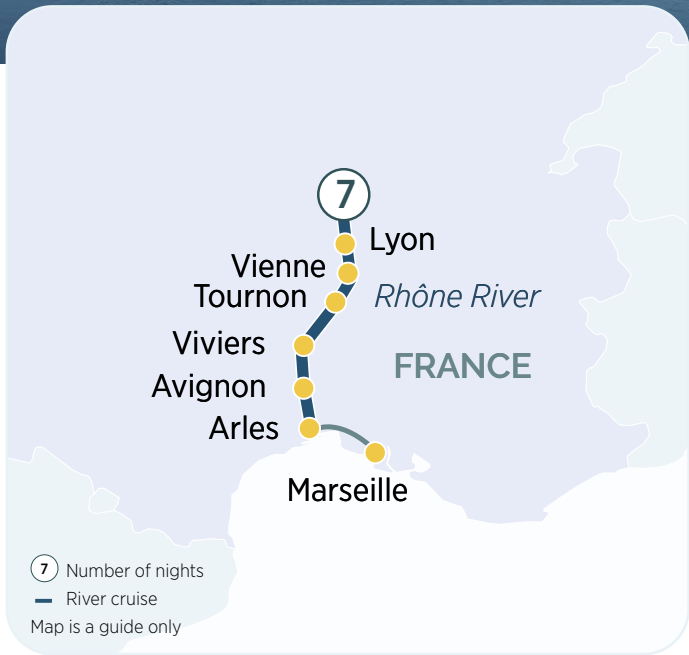 7
Lyon
Vienne
Tournon
Rhône River
Viviers
FRANCE
Avignon
Arles
Marseille
7 Number of nights
River cruise
Map is a guide only